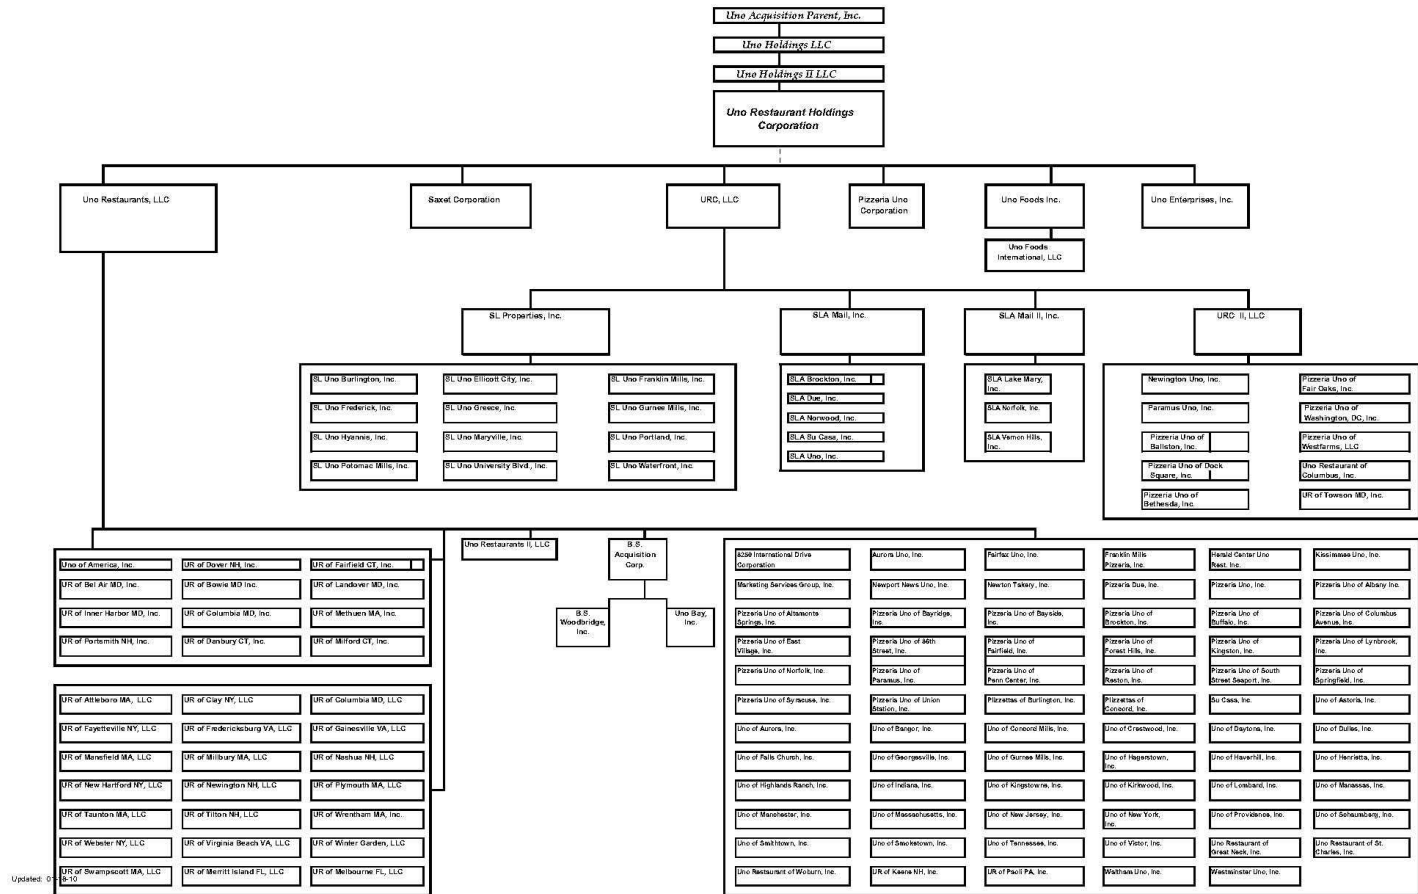 Uno Acquisition Parent, Inc.
Uno Holdings LLC
Uno Holdings II LLC
Uno Restaurant Holdings
Corporation
Uno Restaurants, LLC
Saxet Corporation
URC, LLC
Pizzeria Uno
Corporation
Uno Foods Inc.
Uno Enterprises, Inc.
Uno Foods
International, LLC
SL Properties, Inc.
SLA Mail, Inc.
SLA Mail II, Inc.
URC II, LLC
SL Uno Burlington, Inc.
SL Uno Ellicott City, Inc.
SL Uno Franklin Mills, Inc.
SL Uno Frederick, Inc.
SL Uno Greece, Inc.
SL Uno Gurnee Mills, Inc.
SL Uno Hyannis, Inc.
SL Uno Maryville, Inc.
SL Uno Portland, Inc.
SL Uno Potomac Mills, Inc.
SL Uno University Blvd., Inc.
SL Uno Waterfront, Inc.
SLA Brockton, Inc.
SLA Due, Inc.
SLA Norwood, Inc.
SLA Su Casa, Inc.
SLA Uno, Inc.
SLA Lake Mary,
Inc.
SLA Norfolk, Inc.
SLA Vernon Hills,
Inc.
Newington Uno, Inc.
Pizzeria Uno of
Fair Oaks, Inc.
Paramus Uno, Inc.
Pizzeria Uno of
Washington, DC, Inc.
Pizzeria Uno of
Ballston, Inc.
Pizzeria Uno of
Westfarms, LLC
Pizzeria Uno of Dock
Square, Inc.
Uno Restaurant of
Columbus, Inc.
Pizzeria Uno of
Bethesda, Inc.
UR of Towson MD, Inc.
Uno Restaurants II, LLC
B.S.
Acquisition
Corp.
B.S.
Woodbridge,
Inc.
Uno Bay,
Inc.
Uno of America, Inc.
UR of Dover NH, Inc.
UR of Fairfield CT, Inc.
UR of Bel Air MD, Inc.
UR of Bowie MD, Inc.
UR of Landover MD, Inc.
UR of Inner Harbor MD, Inc.
UR of Columbia MD, Inc.
UR of Methuen MA, Inc.
UR of Portsmith NH, Inc.
UR of Danbury CT, Inc.
UR of Milford CT, Inc.
UR of Attleboro MA, LLC
UR of Clay NY, LLC
UR of Columbia MD, LLC
UR of Fayetteville NY, LLC
UR of Fredericksburg VA, LLC
UR of Gainesville VA, LLC
UR of Mansfield MA, LLC
UR of Millbury MA, LLC
UR of Nashua NH, LLC
UR of New Hartford NY, LLC
UR of Newington NH, LLC
UR of Plymouth MA, LLC
UR of Taunton MA, LLC
UR of Tilton NH, LLC
UR of Wrentham MA, Inc.
UR of Webster NY, LLC
UR of Virginia Beach VA, LLC
UR of Winter Garden, LLC
UR of Swampscott MA, LLC
UR of Merritt Island FL, LLC
UR of Melbourne FL, LLC
8250 International Drive
Corporation
Aurora Uno, Inc.
Fairfax Uno, Inc.
Franklin Mills
Pizzeria, Inc.
Herald Center Uno
Rest. Inc.
Kissimmee Uno, Inc.
Marketing Services Group, Inc.
Newport News Uno, Inc.
Newton Takery, Inc.
Pizzeria Due, Inc.
Pizzeria Uno, Inc.
Pizzeria Uno of Albany Inc.
Pizzeria Uno of Altamonte
Springs, Inc.
Pizzeria Uno of Bayridge,
Inc.
Pizzeria Uno of Bayside,
Inc.
Pizzeria Uno of
Brockton, Inc.
Pizzeria Uno of
Buffalo, Inc.
Pizzeria Uno of Columbus
Avenue, Inc.
Pizzeria Uno of East
Village, Inc.
Pizzeria Uno of 86th
Street, Inc.
Pizzeria Uno of
Fairfield, Inc.
Pizzeria Uno of
Forest Hills, Inc.
Pizzeria Uno of
Kingston, Inc.
Pizzeria Uno of Lynbrook,
Inc.
Pizzeria Uno of Norfolk, Inc.
Pizzeria Uno of
Paramus, Inc.
Pizzeria Uno of
Penn Center, Inc.
Pizzeria Uno of
Reston, Inc.
Pizzeria Uno of South
Street Seaport, Inc.
Pizzeria Uno of
Springfield, Inc.
Pizzeria Uno of Syracuse, Inc.
Pizzeria Uno of Union
Station, Inc.
Plizzettas of Burlington, Inc.
Pizzettas of
Concord, Inc.
Su Casa, Inc.
Uno of Astoria, Inc.
Uno of Aurora, Inc.
Uno of Bangor, Inc.
Uno of Concord Mills, Inc.
Uno of Crestwood, Inc.
Uno of Daytona, Inc.
Uno of Dulles, Inc.
Uno of Falls Church, Inc.
Uno of Georgesville, Inc.
Uno of Gurnee Mills, Inc.
Uno of Hagerstown,
Inc.
Uno of Haverhill, Inc.
Uno of Henrietta, Inc.
Uno of Highlands Ranch, Inc.
Uno of Indiana, Inc.
Uno of Kingstowne, Inc.
Uno of Kirkwood, Inc.
Uno of Lombard, Inc.
Uno of Manassas, Inc.
Uno of Manchester, Inc.
Uno of Massachusetts, Inc.
Uno of New Jersey, Inc.
Uno of New York,
Inc.
Uno of Providence, Inc.
Uno of Schaumberg, Inc.
Uno of Smithtown, Inc.
Uno of Smoketown, Inc.
Uno of Tennessee, Inc.
Uno of Victor, Inc.
Uno Restaurant of
Great Neck, Inc.
Uno Restaurant of St.
Charles, Inc.
Uno Restaurant of Woburn, Inc.
UR of Keene NH, Inc.
UR of Paoli PA, Inc.
Waltham Uno, Inc.
Westminster Uno, Inc.
Updated: